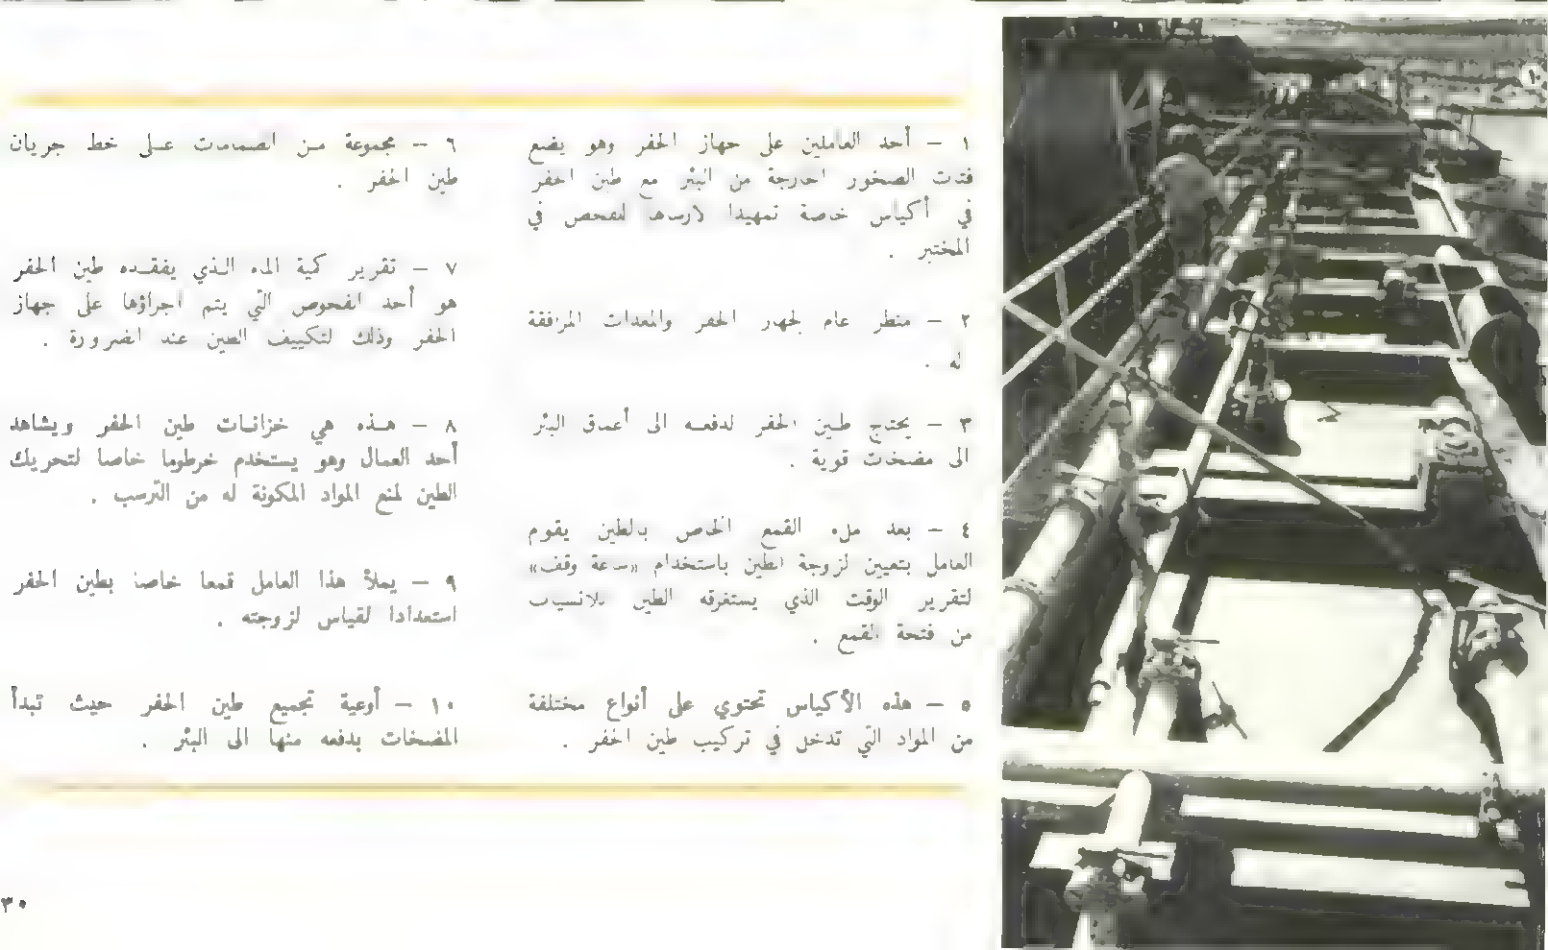 ١ – أحد العاملين على جهاز الحفر وهو يضع
فتات الصخور الخارجة من البئر مع طين الحفر
في أكياس خاصة تمهيدا لارسالها لفحص في
المختبر .
٢ – منظر عام لجهاز الحفر والمعدات المرافقة
له .
٣ – يحتاج طين الحفر لدفعه الى أعماق البئر
الى مضخات قوية .
٤ – بعد ملء القمع الخاص بالطين يقوم
العامل بتعيين لزوجة الطين باستخدام «ساعة وقف»
لتقرير الوقت الذي يستغرقه الطين للانسياب
من فتحة القمع .
٥ – هذه الأكياس تحتوي على أنواع مختلفة
من المواد التي تدخل في تركيب طين الحفر .
٦ – مجموعة من الصمامات على خط جريان
طين الحفر .
٧ – تقرير كمية الماء الذي يفقده طين الحفر
هو أحد الفحوص التي يتم اجراؤها على جهاز
الحفر وذلك لتكييف الطين عند الضرورة .
٨ – هذه هي خزانات طين الحفر ويشاهد
أحد العمال وهو يستخدم خرطوما خاصا لتحريك
الطين لمنع المواد المكونة له من الترسب .
٩ – يملأ هذا العامل قمعا خاصا بطين الحفر
استعدادا لقياس لزوجته .
١٠ – أوعية تجميع طين الحفر حيث تبدأ
المضخات بدفعه منها الى البئر .
١٠
٣٠